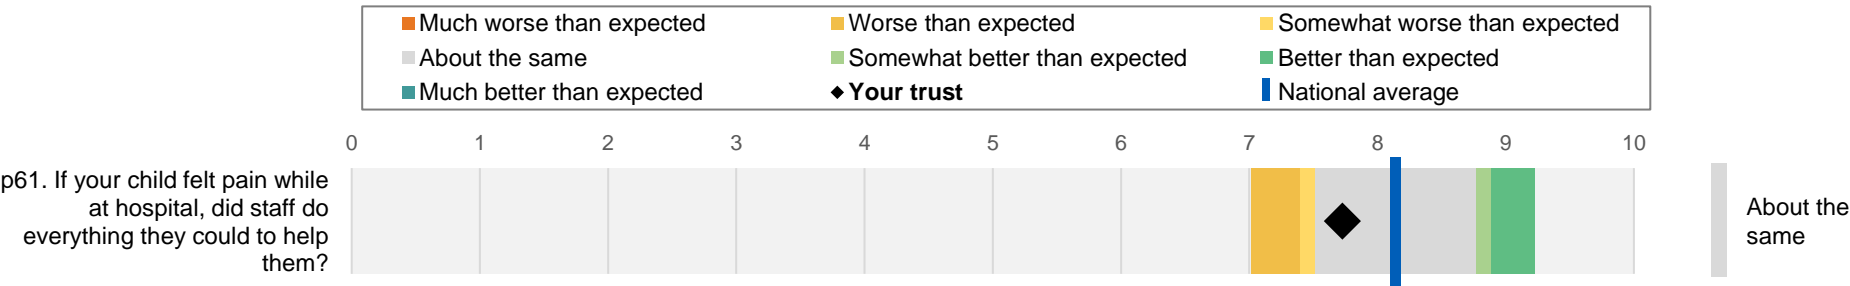 Much worse than expected
Worse than expected
Somewhat worse than expected
About the same
Somewhat better than expected
Better than expected
Much better than expected
Your trust
National average
0 1 2 3 4 5 6 7 8 9 10
p61. If your child felt pain while
at hospital, did staff do
everything they could to help
them?
About the
same